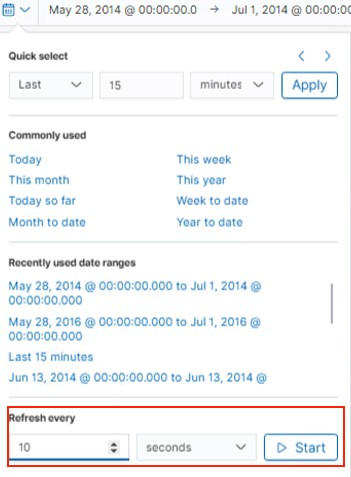 May 28, 2014 @ 00:00:00.0 → Jul 1, 2014 @ 00:00:00
Quick select
Last 15 minutes Apply
Commonly used
Today This week
This month This year
Today so far Week to date
Month to date Year to date
Recently used date ranges
May 28, 2014 @ 00:00:00.000 to Jul 1, 2014 @
00:00:00.000
May 28, 2016 @ 00:00:00.000 to Jul 1, 2016 @
00:00:00.000
Last 15 minutes
Jun 13, 2014 @ 00:00:00.000 to Jun 13, 2014 @
Refresh every
10 seconds Start